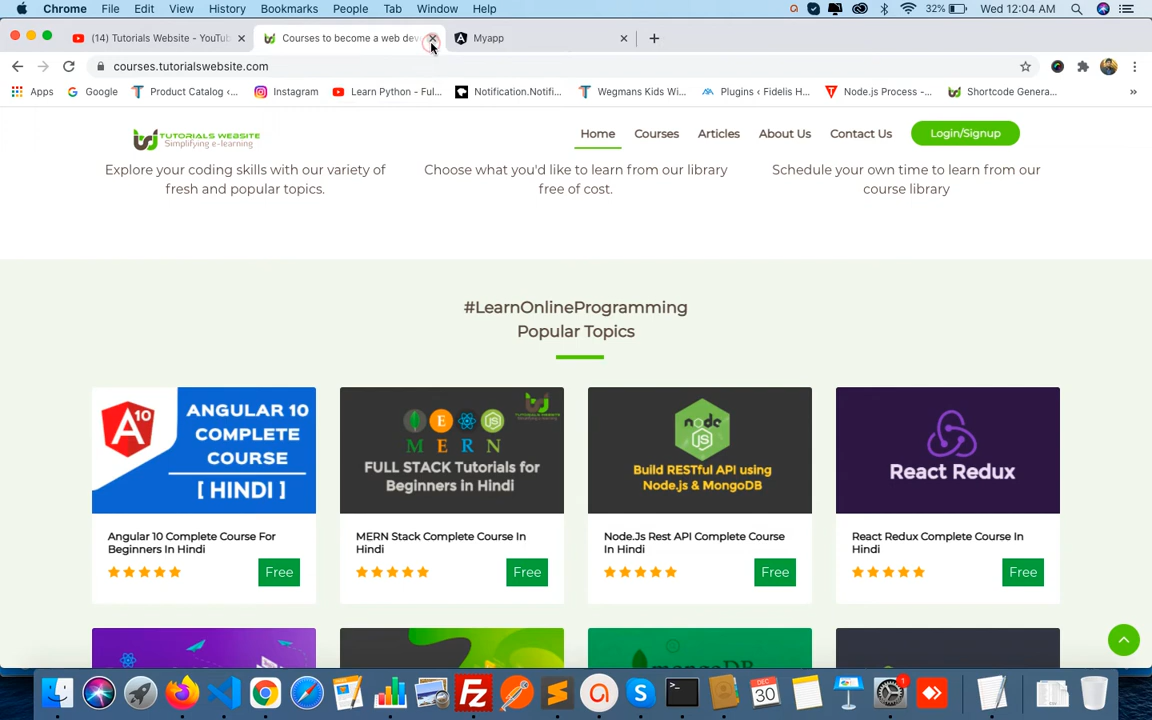 Chrome File Edit View History Bookmarks People Tab Window Help 32% Wed 12:04 AM
(14) Tutorials Website - YouTu Courses to become a web dev Myapp
courses.tutorialswebsite.com
Apps Google Product Catalog ‹... Instagram Learn Python - Ful... Notification.Notifi... Wegmans Kids Wi... Plugins ‹ Fidelis H... Node.js Process -... Shortcode Genera... »
TUTORIALS WEBSITE
Simplifying e-learning
Home Courses Articles About Us Contact Us Login/Signup
Explore your coding skills with our variety of
fresh and popular topics.
Choose what you'd like to learn from our library
free of cost.
Schedule your own time to learn from our
course library
#LearnOnlineProgramming
Popular Topics
A10
ANGULAR 10
COMPLETE
COURSE
[ HINDI ]
Angular 10 Complete Course For
Beginners In Hindi
Free
E
M E R N
FULL STACK Tutorials for
Beginners in Hindi
MERN Stack Complete Course In
Hindi
Free
node
JS
Build RESTful API using
Node.js & MongoDB
Node.Js Rest API Complete Course
In Hindi
Free
React Redux
React Redux Complete Course In
Hindi
Free
DEC
30
1